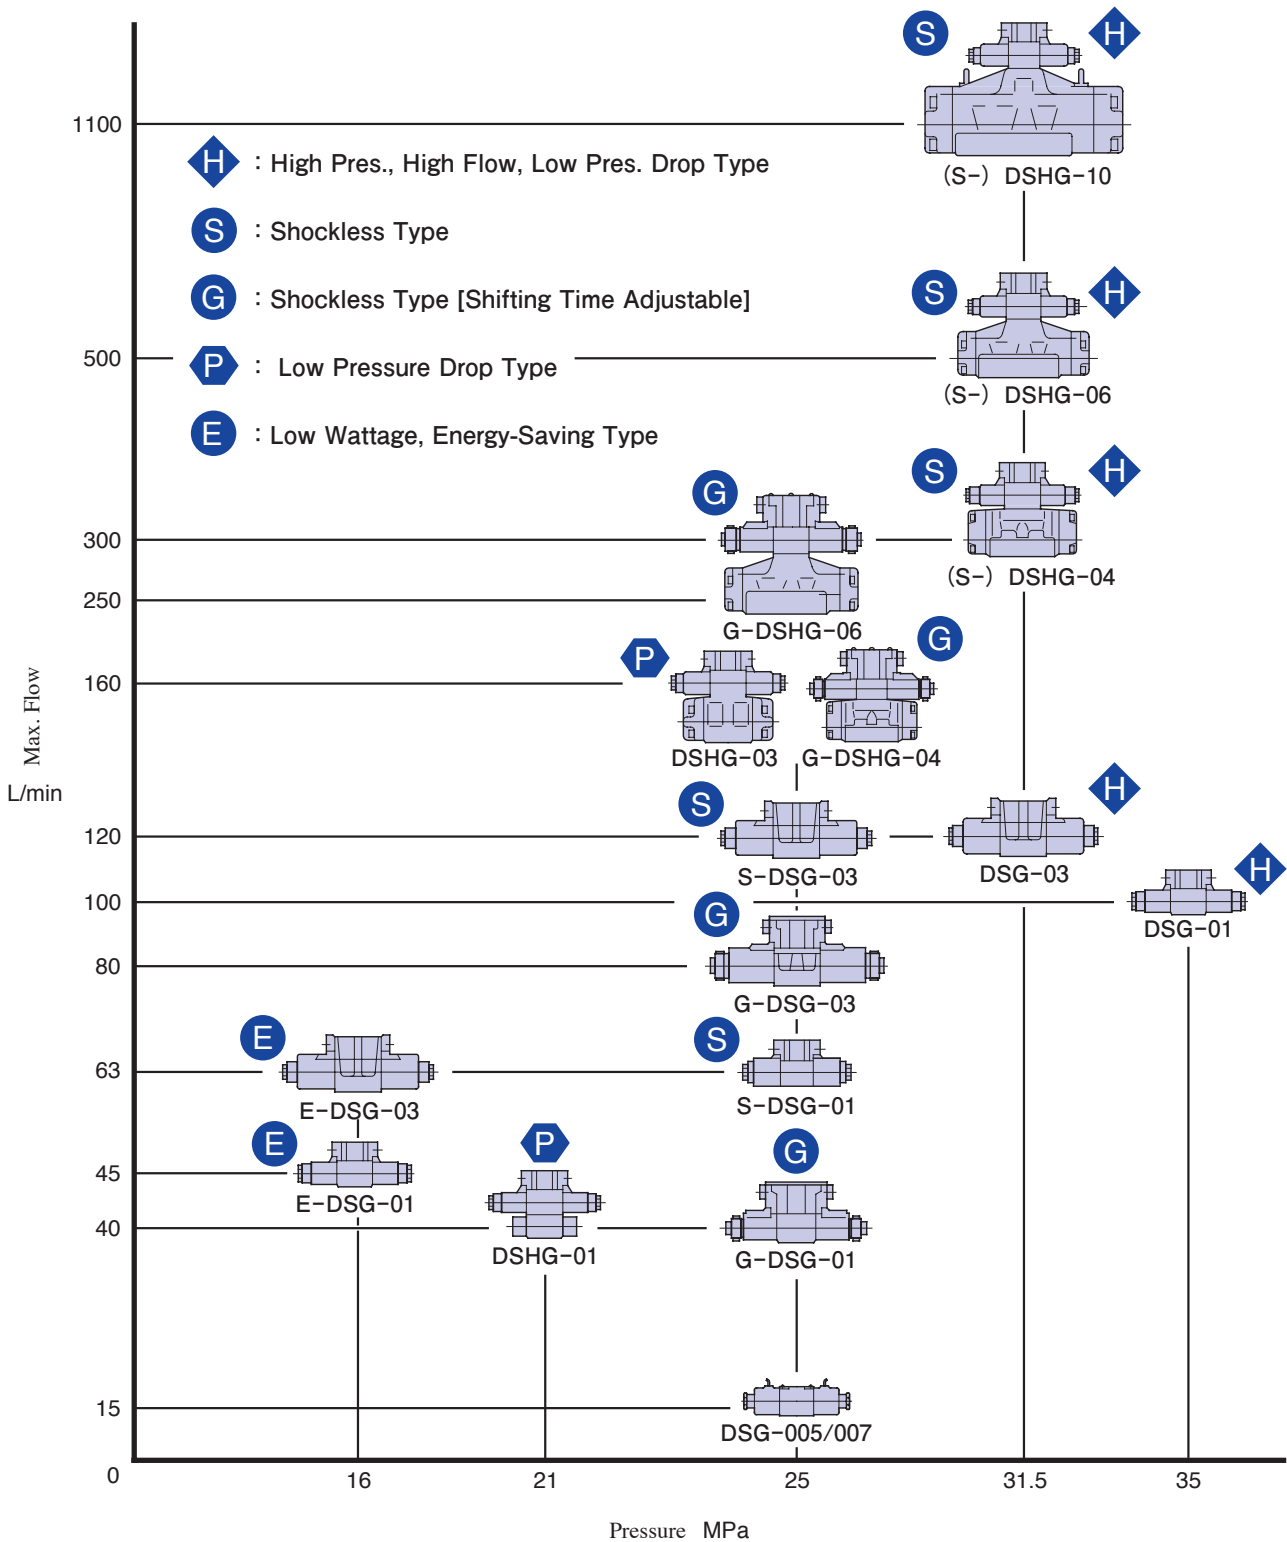 S
H
1100
(S-) DSHG-10
H : High Pres., High Flow, Low Pres. Drop Type
S : Shockless Type
G : Shockless Type [Shifting Time Adjustable]
S
H
500
P : Low Pressure Drop Type
(S-) DSHG-06
E : Low Wattage, Energy-Saving Type
G
S
H
300
(S-) DSHG-04
250
G-DSHG-06
P
G
160
DSHG-03
G-DSHG-04
Max. Flow
L/min
S
H
120
S-DSG-03
DSG-03
H
100
G
DSG-01
80
G-DSG-03
E
S
63
E-DSG-03
S-DSG-01
E
P
G
45
E-DSG-01
40
DSHG-01
G-DSG-01
15
DSG-005/007
0
16
21
25
31.5
35
Pressure MPa